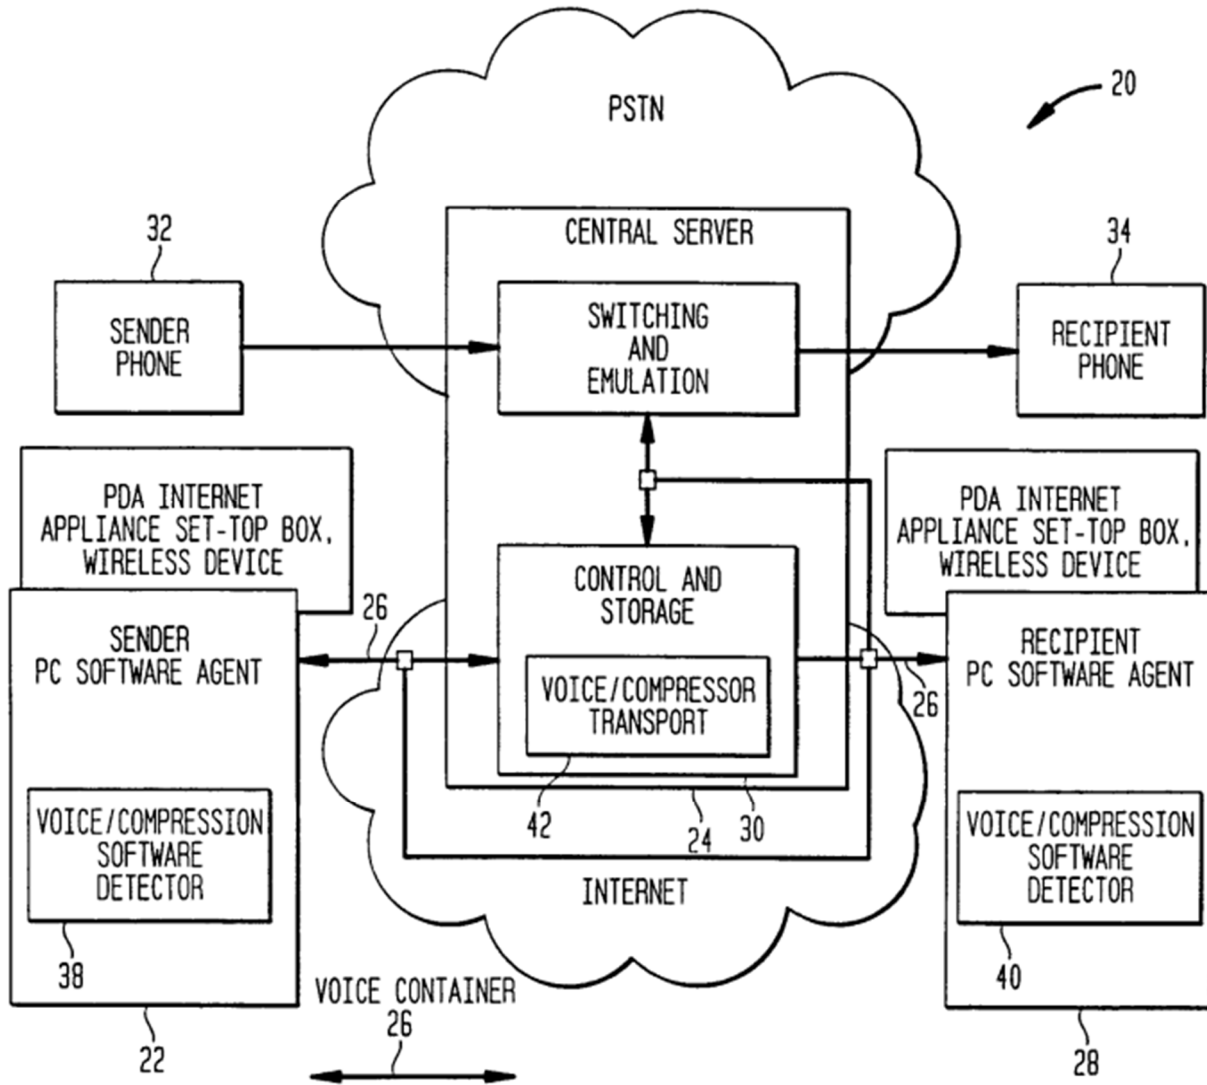 PSTN
20
CENTRAL SERVER
32
34
SENDER
PHONE
SWITCHING
AND
EMULATION
RECIPIENT
PHONE
PDA INTERNET
APPLIANCE SET-TOP BOX,
WIRELESS DEVICE
PDA INTERNET
APPLIANCE SET-TOP BOX,
WIRELESS DEVICE
CONTROL AND
STORAGE
SENDER
PC SOFTWARE AGENT
26
RECIPIENT
PC SOFTWARE AGENT
26
VOICE/COMPRESSOR
TRANSPORT
42
24
30
VOICE/COMPRESSION
SOFTWARE
DETECTOR
VOICE/COMPRESSION
SOFTWARE
DETECTOR
INTERNET
38
40
VOICE CONTAINER
26
22
28